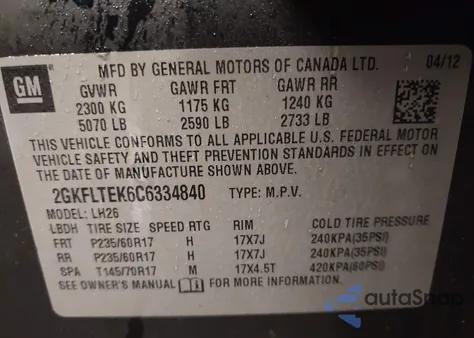 GM
MFD BY GENERAL MOTORS OF CANADA LTD. 04/12
GVWR GAWR FRT GAWR RR
2300 KG 1175 KG 1240 KG
5070 LB 2590 LB 2733 LB
THIS VEHICLE CONFORMS TO ALL APPLICABLE U.S. FEDERAL MOTOR
VEHICLE SAFETY AND THEFT PREVENTION STANDARDS IN EFFECT ON
THE DATE OF MANUFACTURE SHOWN ABOVE.
2GKFLTEK6C6334840 TYPE: M.P.V.
MODEL: LH26
LBDH TIRE SIZE SPEED RTG RIM COLD TIRE PRESSURE
FRT P235/60R17 H 17X7J 240KPA(35PSI)
RR P235/60R17 H 17X7J 240KPA(35PSI)
SPA T145/70R17 M 17X4.5T 420KPA(60PSI)
SEE OWNER'S MANUAL FOR MORE INFORMATION.
autoSnap